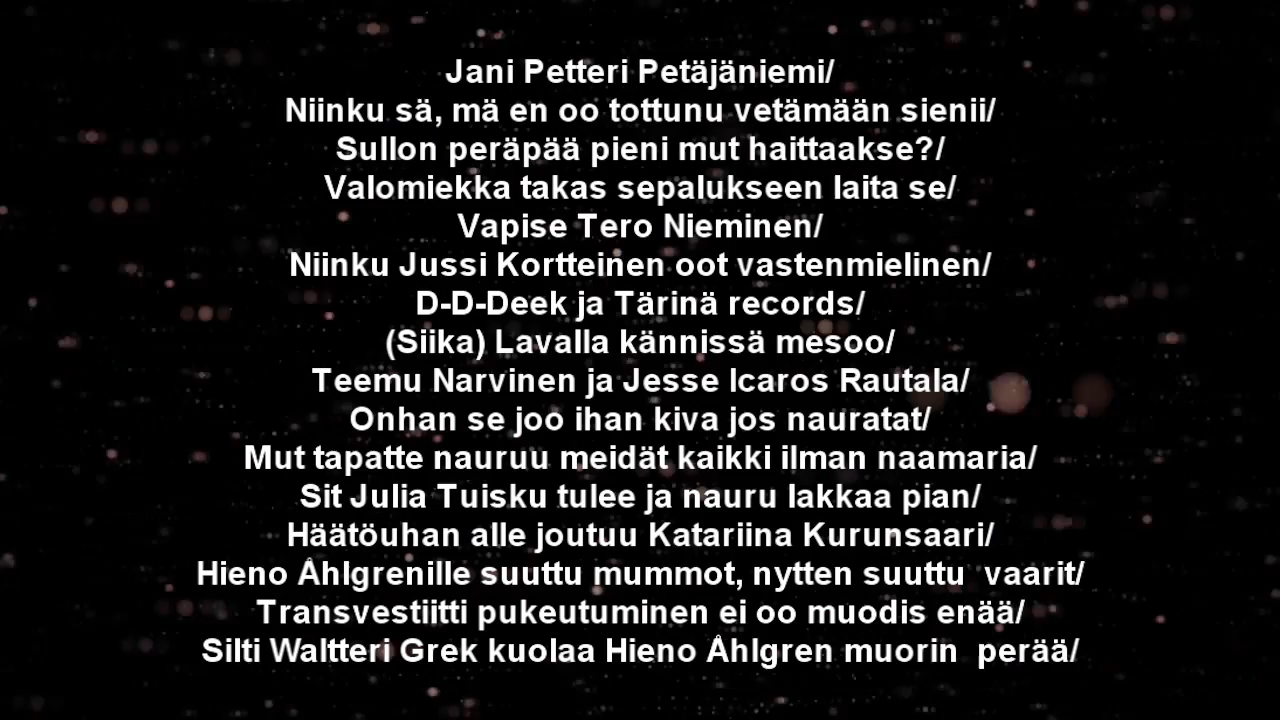 Jani Petteri Petäjäniemi/
Niinku sä, mä en oo tottunu vetämään sienii/
Sullon peräpää pieni mut haittaakse?/
Valomiekka takas sepalukseen laita se/
Vapise Tero Nieminen/
Niinku Jussi Kortteinen oot vastenmielinen/
D-D-Deek ja Tärinä records/
(Siika) Lavalla kännissä mesoo/
Teemu Narvinen ja Jesse Icaros Rautala/
Onhan se joo ihan kiva jos nauratat/
Mut tapatte nauruu meidät kaikki ilman naamaria/
Sit Julia Tuisku tulee ja nauru lakkaa pian/
Häätöuhan alle joutuu Katariina Kurunsaari/
Hieno Åhlgrenille suuttu mummot, nytten suuttu  vaarit/
Transvestiitti pukeutuminen ei oo muodis enää/
Silti Waltteri Grek kuolaa Hieno Åhlgren muorin  perää/